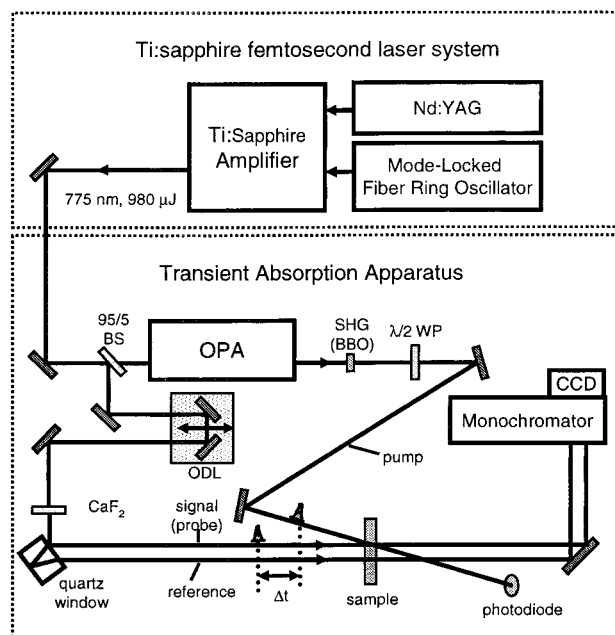 Ti:sapphire femtosecond laser system
Nd:YAG
Ti:Sapphire
Amplifier
Mode-Locked
Fiber Ring Oscillator
775 nm, 980 μJ
Transient Absorption Apparatus
95/5
BS
OPA
SHG
(BBO)
λ/2 WP
CCD
Monochromator
ODL
pump
CaF₂
signal
(probe)
quartz
window
reference
Δt
sample
photodiode